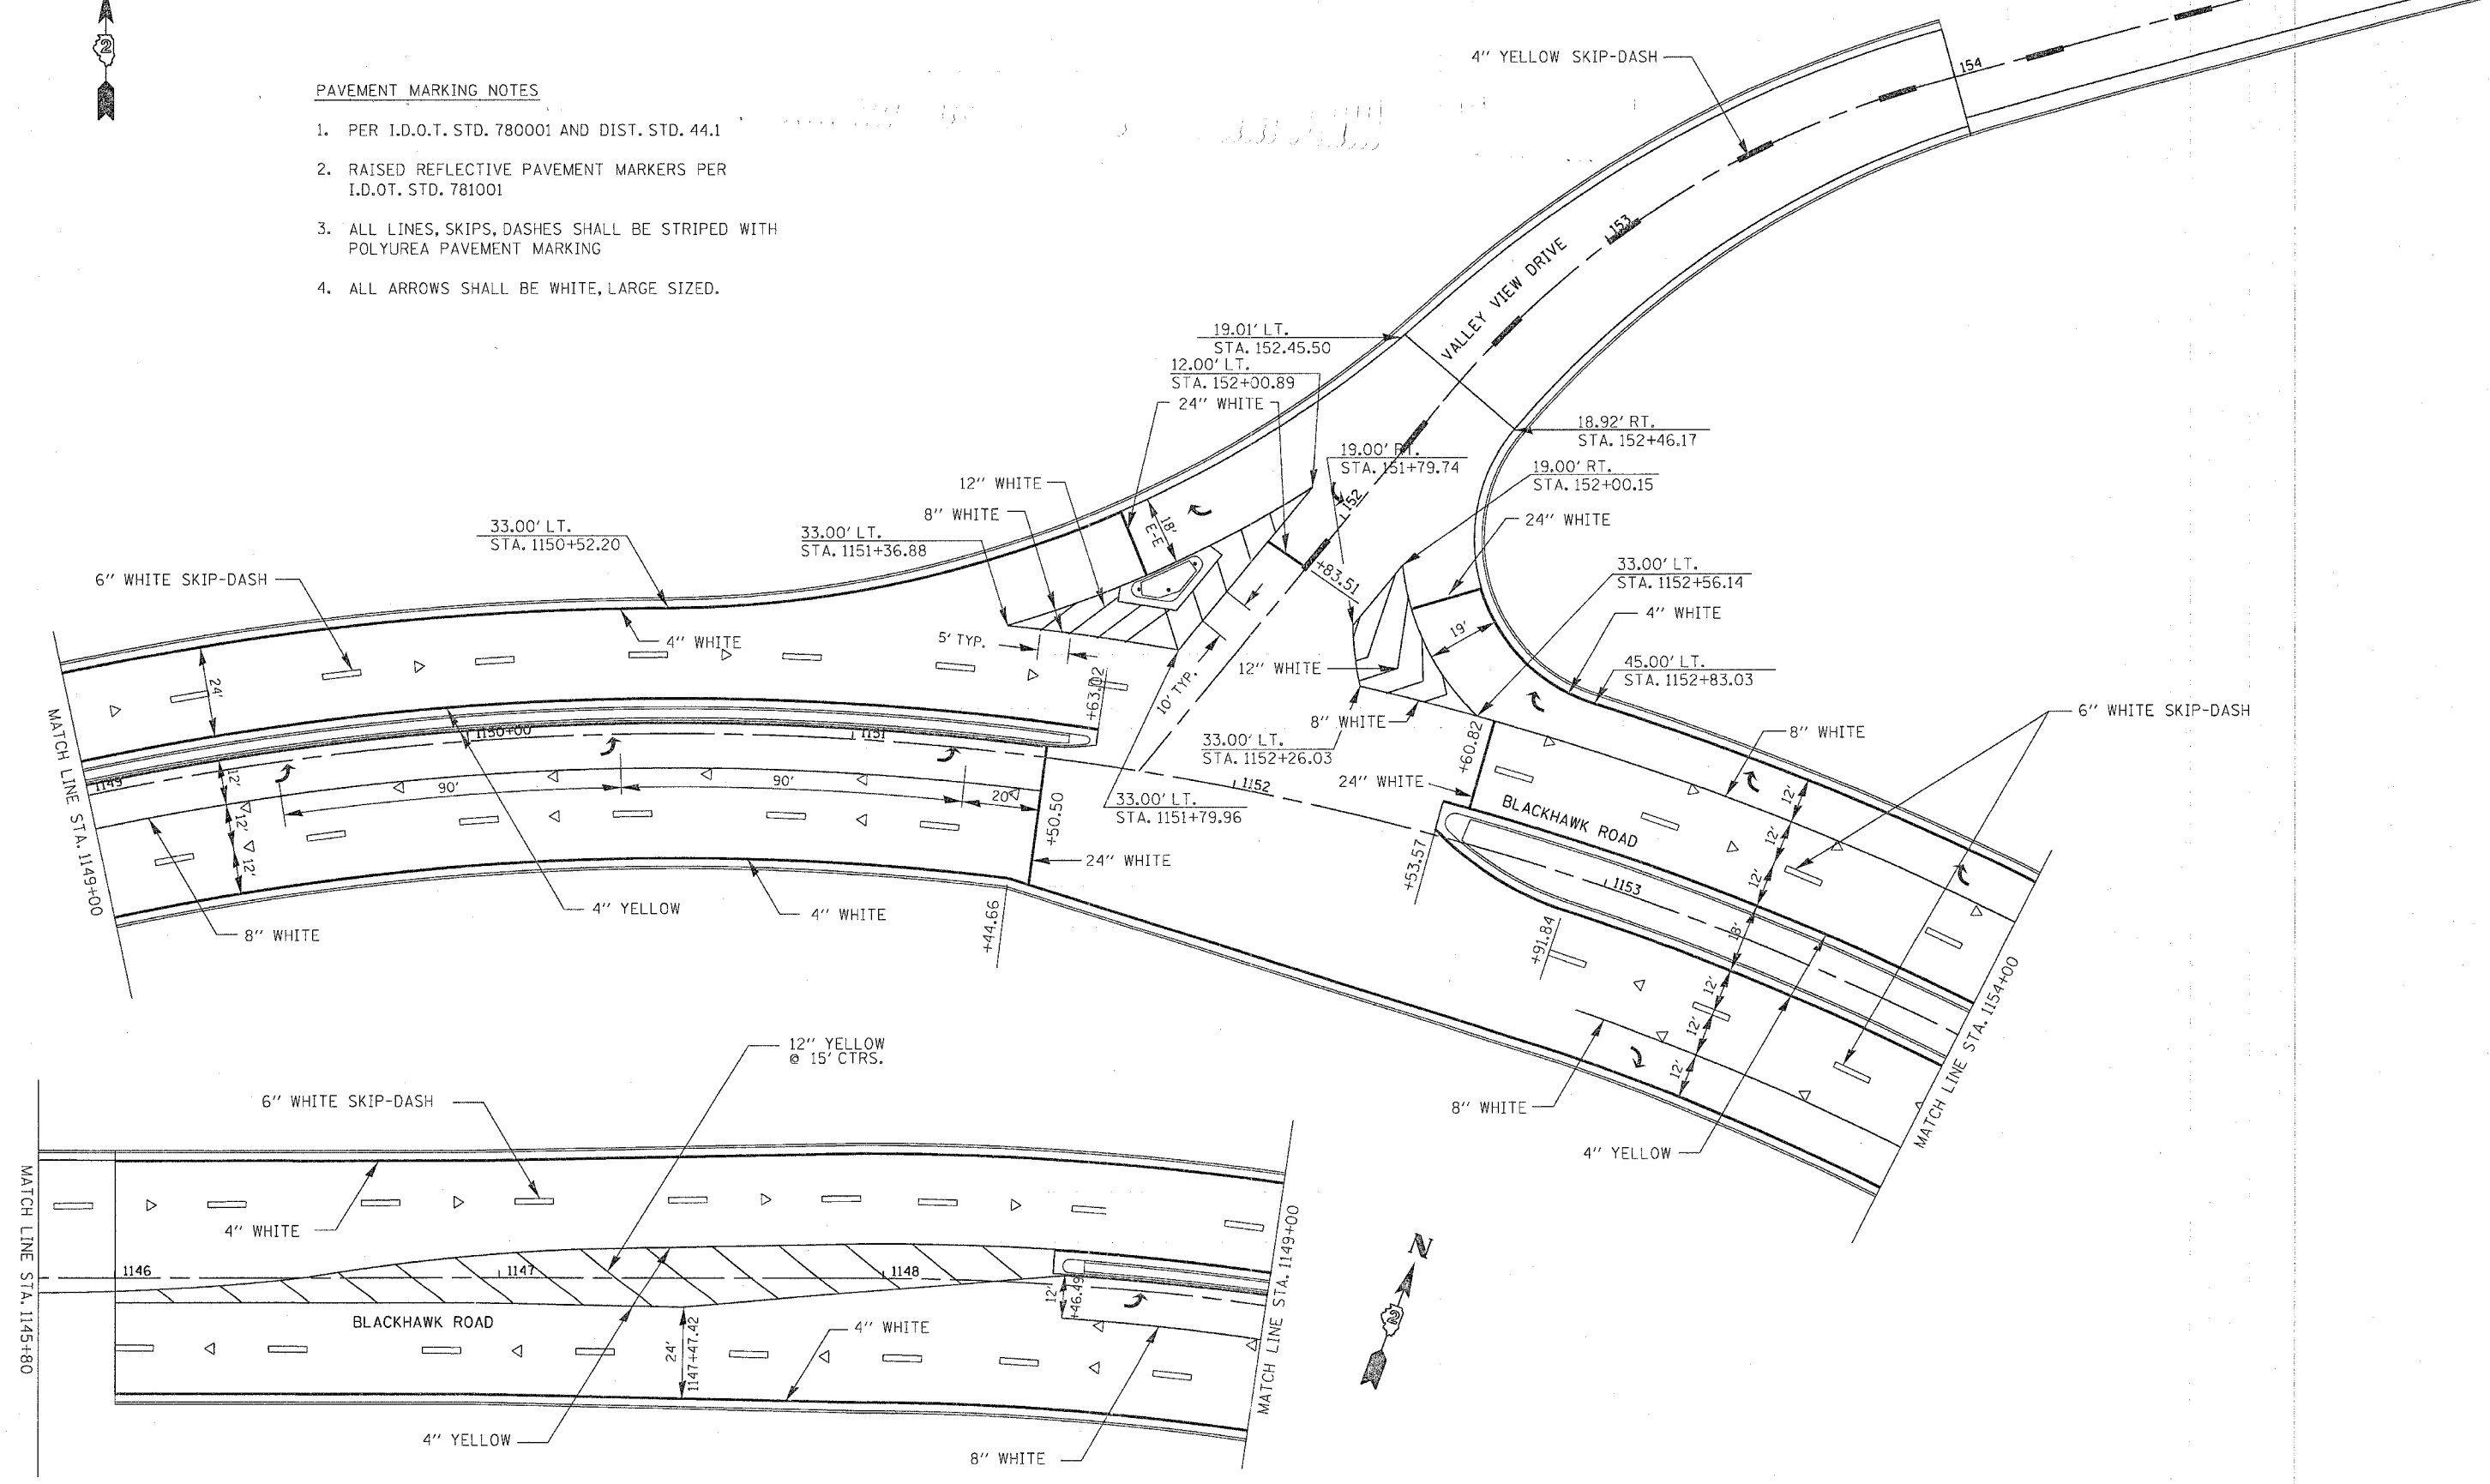 2
PAVEMENT MARKING NOTES
1. PER I.D.O.T. STD. 780001 AND DIST. STD. 44.1
2. RAISED REFLECTIVE PAVEMENT MARKERS PER
I.D.OT. STD. 781001
3. ALL LINES, SKIPS, DASHES SHALL BE STRIPED WITH
POLYUREA PAVEMENT MARKING
4. ALL ARROWS SHALL BE WHITE, LARGE SIZED.
4'' YELLOW SKIP-DASH
154
153
VALLEY VIEW DRIVE
19.01' LT.
STA. 152.45.50
12.00' LT.
STA. 152+00.89
24'' WHITE
18.92' RT.
STA. 152+46.17
19.00' RT.
STA. 151+79.74
19.00' RT.
STA. 152+00.15
152
24'' WHITE
12'' WHITE
8'' WHITE
18'
E-E
33.00' LT.
STA. 1150+52.20
33.00' LT.
STA. 1151+36.88
+83.51
33.00' LT.
STA. 1152+56.14
6'' WHITE SKIP-DASH
4'' WHITE
4'' WHITE
5' TYP.
19'
12'' WHITE
45.00' LT.
STA. 1152+83.03
24'
+63.02
10' TYP.
8'' WHITE
6'' WHITE SKIP-DASH
8'' WHITE
MATCH LINE STA. 1149+00
1150+00
1151
33.00' LT.
STA. 1152+26.03
+60.82
1149
12'
90'
90'
20'
1152
24'' WHITE
33.00' LT.
STA. 1151+79.96
12'
12'
+50.50
BLACKHAWK ROAD
12'
12'
12'
24'' WHITE
+53.57
1153
4'' YELLOW
4'' WHITE
8'' WHITE
+44.66
+91.84
18'
12'
12'
12'
MATCH LINE STA. 1154+00
12'' YELLOW
@ 15' CTRS.
8'' WHITE
4'' YELLOW
6'' WHITE SKIP-DASH
MATCH LINE STA. 1145+80
4'' WHITE
MATCH LINE STA. 1149+00
N
2
1146
1147
1148
12'
+46.49
BLACKHAWK ROAD
24'
1147+47.42
4'' WHITE
4'' YELLOW
8'' WHITE